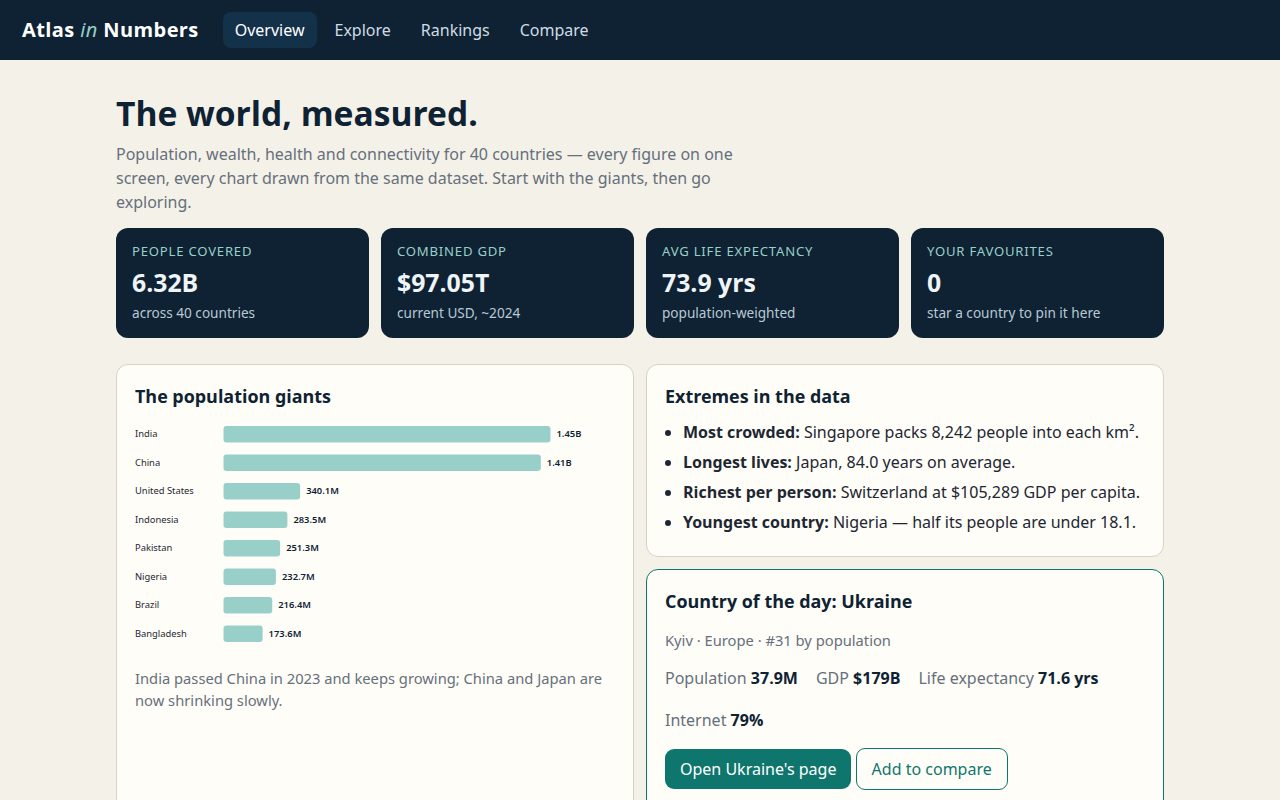 Atlas in Numbers
Overview
Explore
Rankings
Compare
The world, measured.
Population, wealth, health and connectivity for 40 countries — every figure on one
screen, every chart drawn from the same dataset. Start with the giants, then go
exploring.
PEOPLE COVERED
6.32B
across 40 countries
COMBINED GDP
$97.05T
current USD, ~2024
AVG LIFE EXPECTANCY
73.9 yrs
population-weighted
YOUR FAVOURITES
0
star a country to pin it here
The population giants
India 1.45B
China 1.41B
United States 340.1M
Indonesia 283.5M
Pakistan 251.3M
Nigeria 232.7M
Brazil 216.4M
Bangladesh 173.6M
India passed China in 2023 and keeps growing; China and Japan are
now shrinking slowly.
Extremes in the data
• Most crowded: Singapore packs 8,242 people into each km².
• Longest lives: Japan, 84.0 years on average.
• Richest per person: Switzerland at $105,289 GDP per capita.
• Youngest country: Nigeria — half its people are under 18.1.
Country of the day: Ukraine
Kyiv · Europe · #31 by population
Population 37.9M GDP $179B Life expectancy 71.6 yrs
Internet 79%
Open Ukraine's page
Add to compare